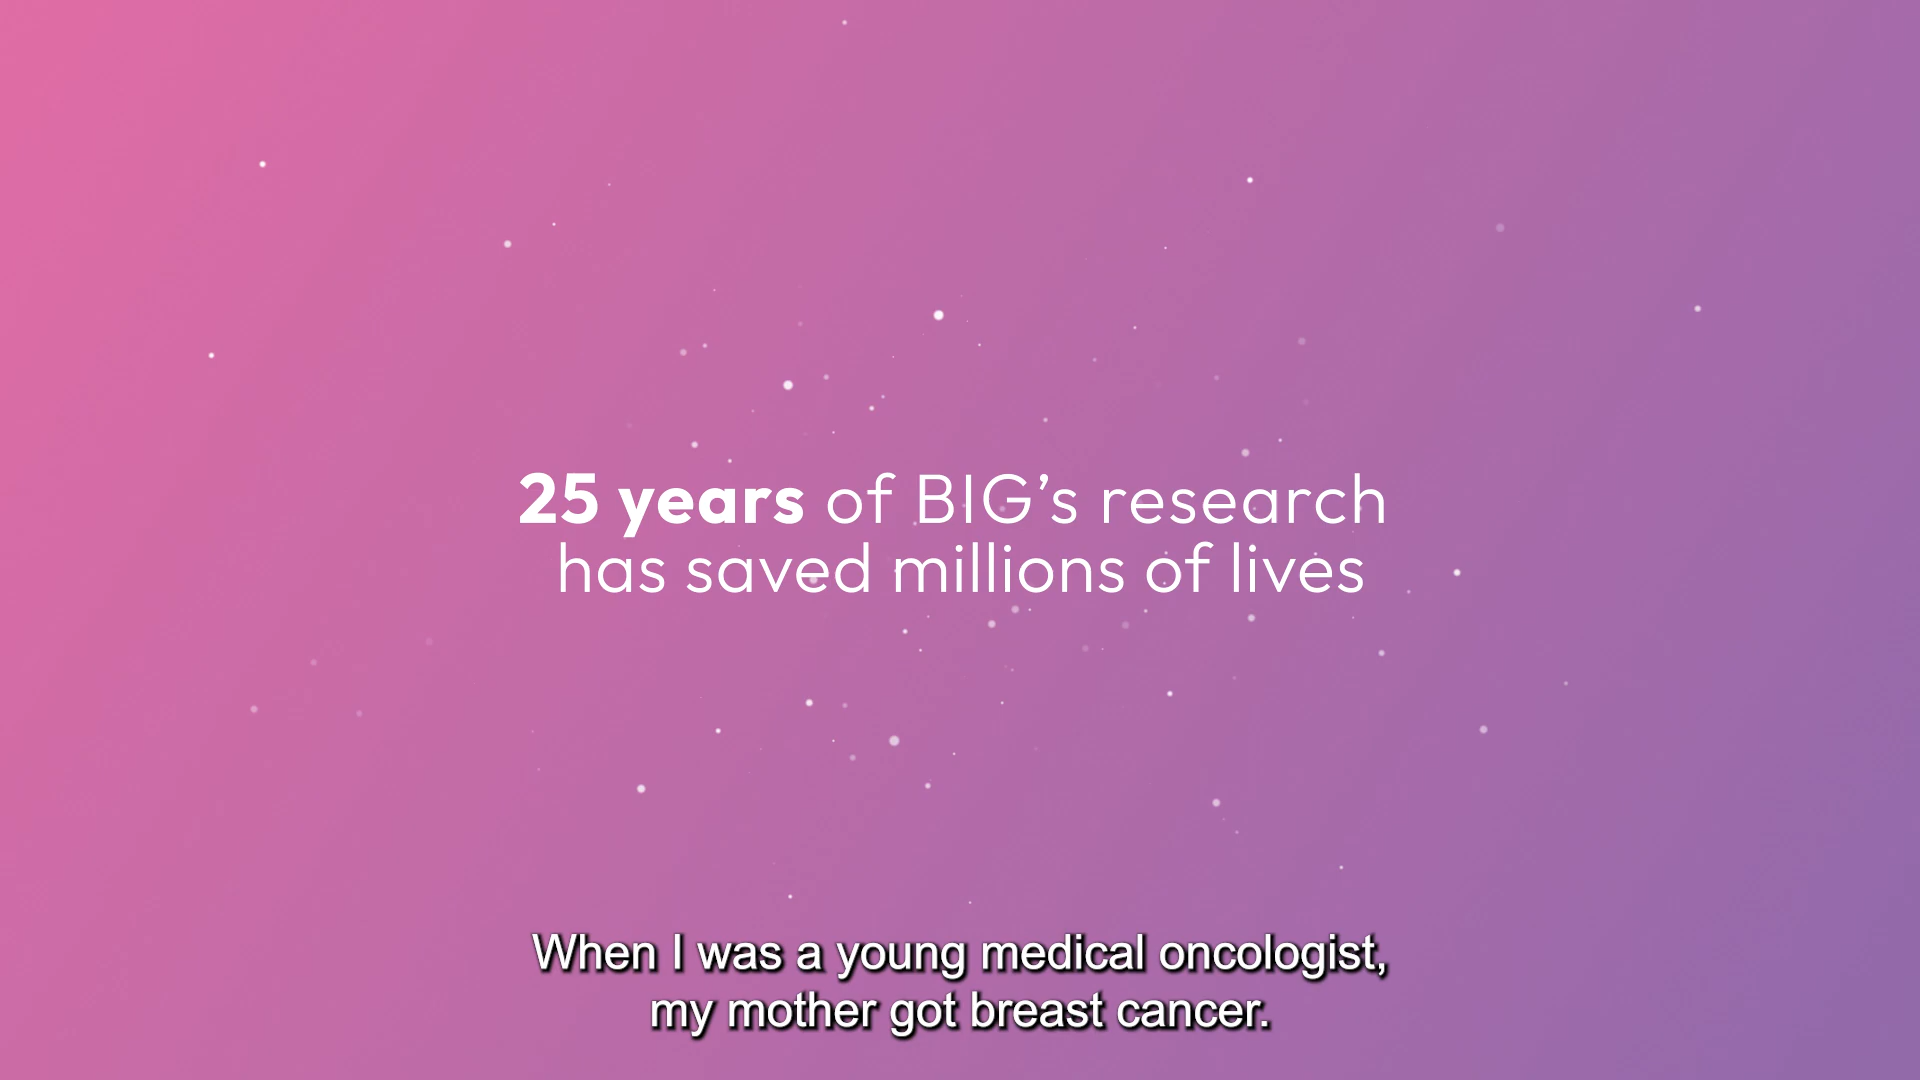 25 years of BIG’s research
has saved millions of lives
When I was a young medical oncologist,
my mother got breast cancer.